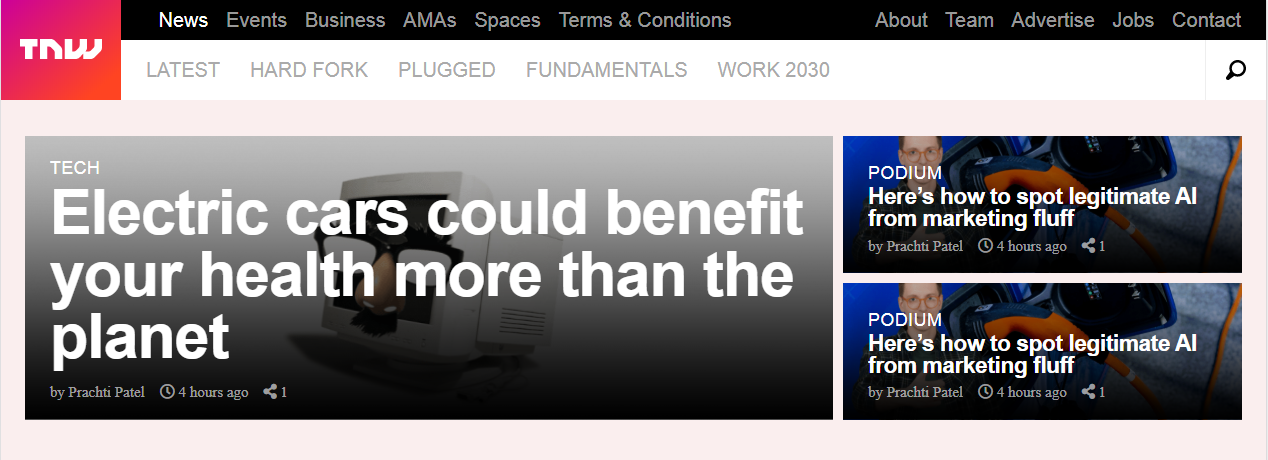 TNW
News Events Business AMAs Spaces Terms & Conditions About Team Advertise Jobs Contact
LATEST HARD FORK PLUGGED FUNDAMENTALS WORK 2030
TECH
Electric cars could benefit
your health more than the
planet
by Prachti Patel 4 hours ago 1
PODIUM
Here’s how to spot legitimate AI
from marketing fluff
by Prachti Patel 4 hours ago 1
PODIUM
Here’s how to spot legitimate AI
from marketing fluff
by Prachti Patel 4 hours ago 1